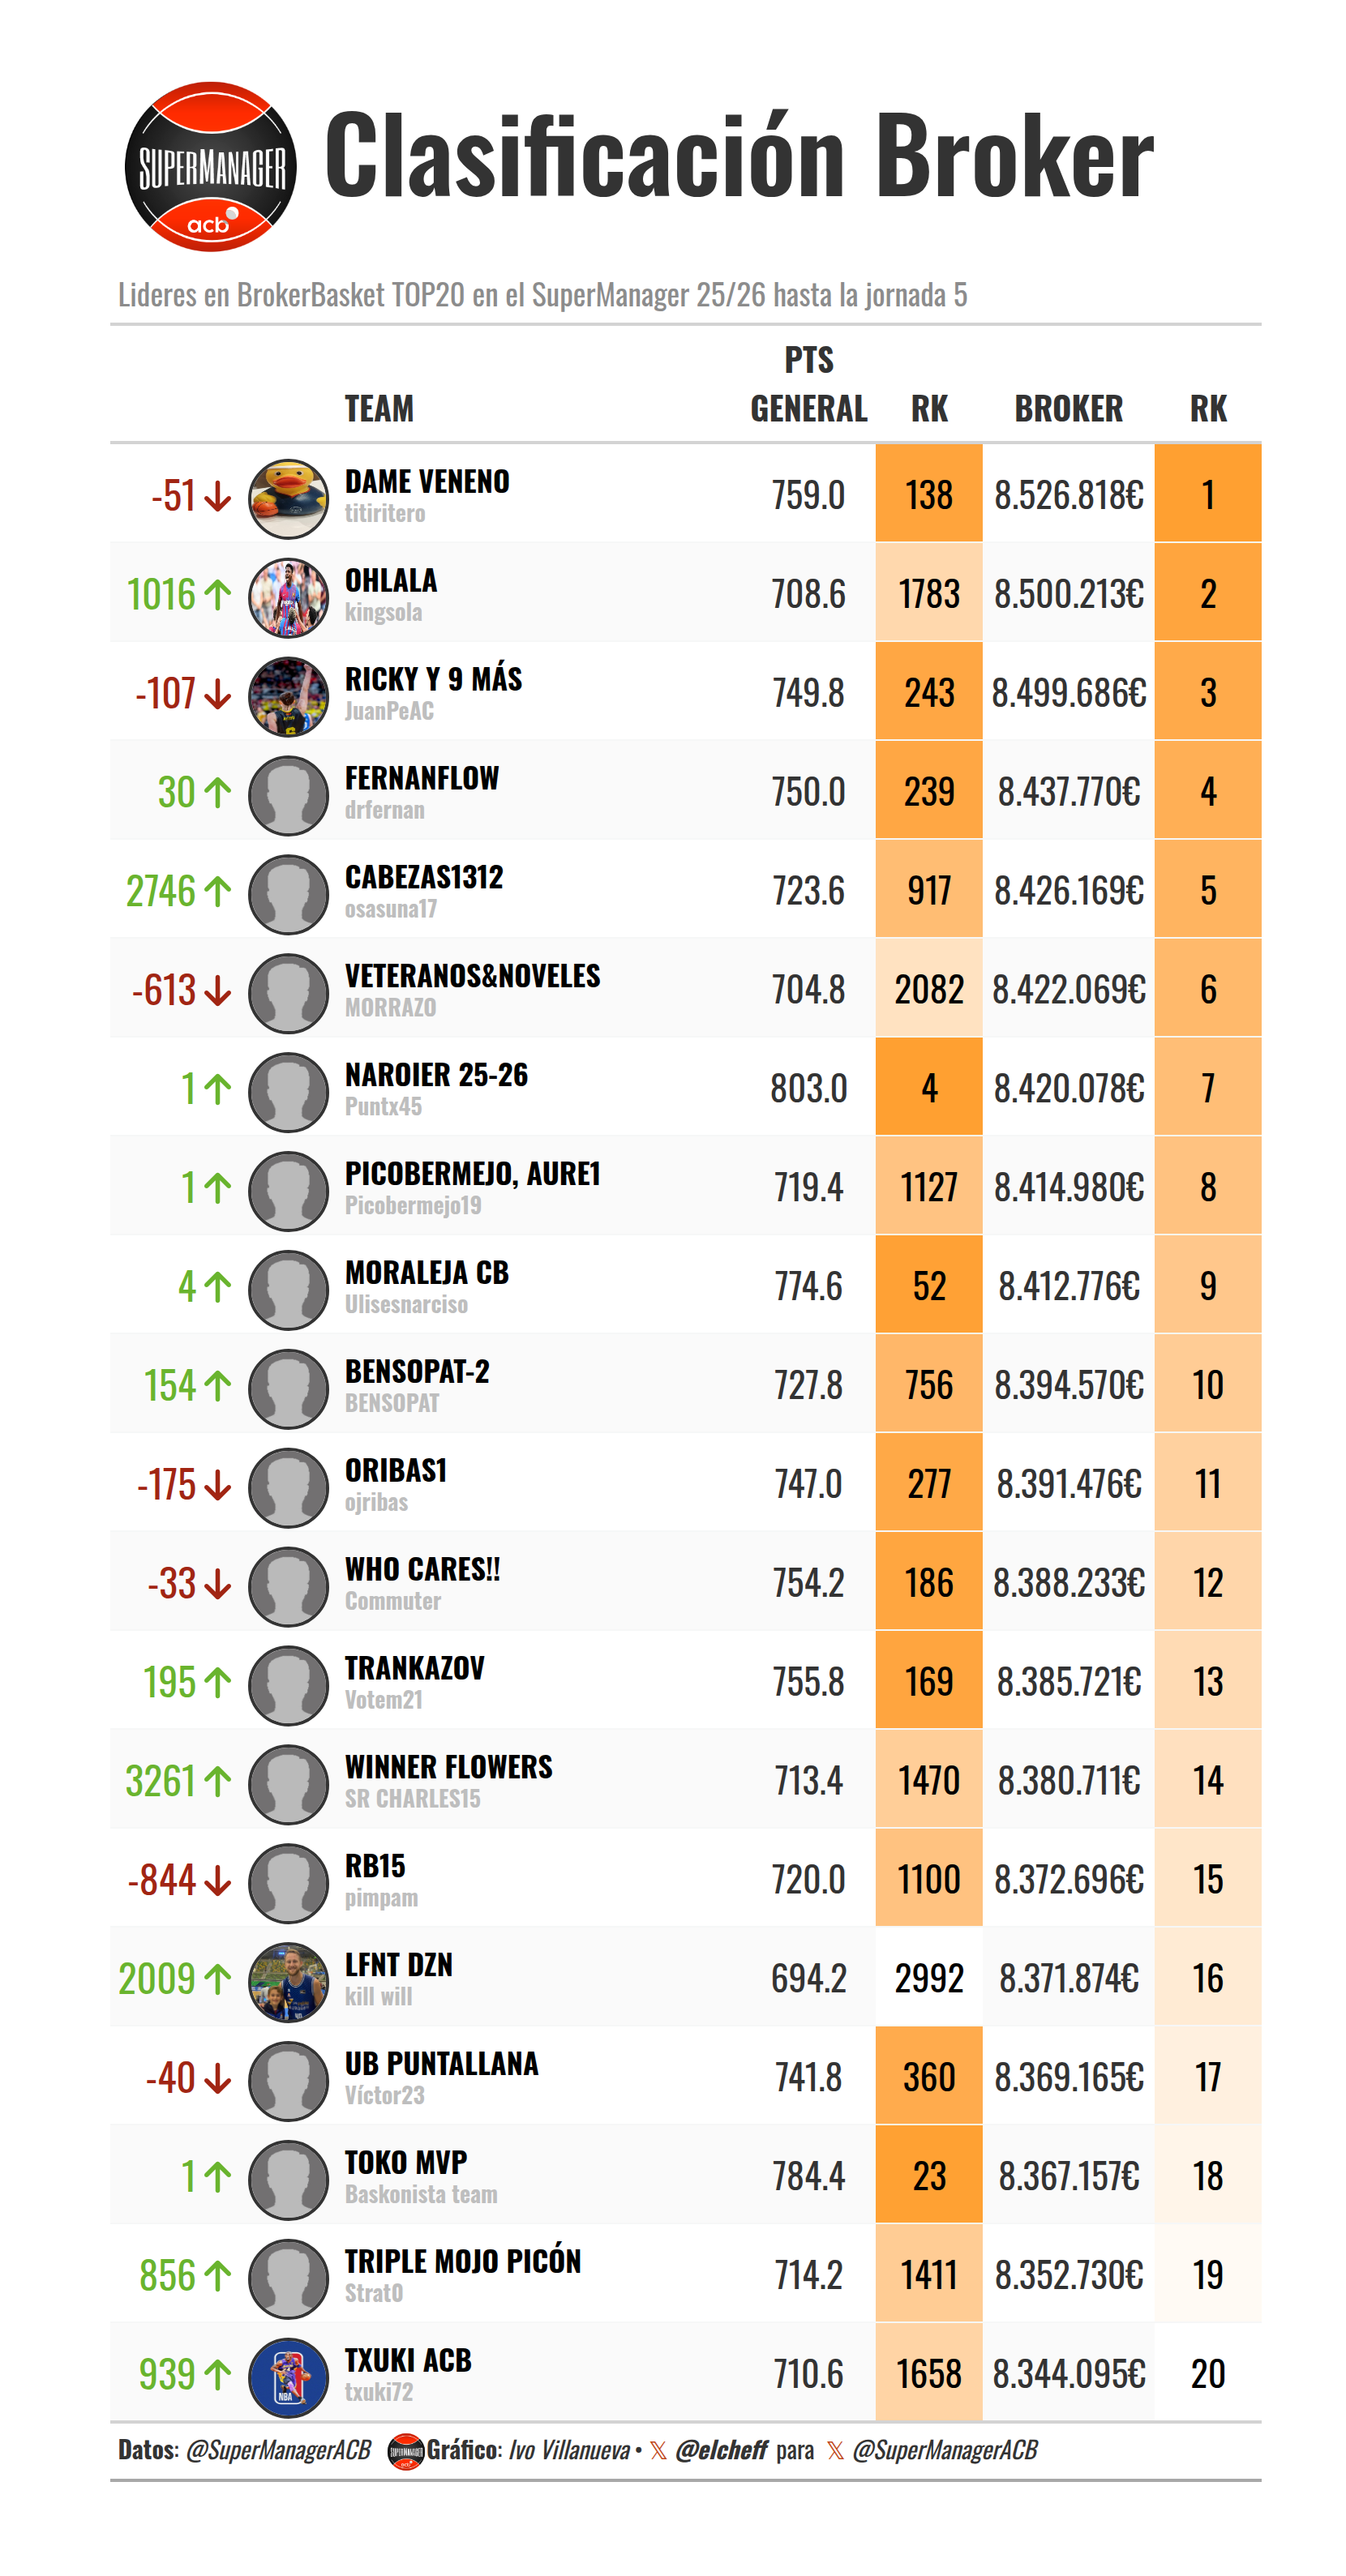 SUPERMANAGER
acb
Clasificación Broker
Lideres en BrokerBasket TOP20 en el SuperManager 25/26 hasta la jornada 5
TEAM PTS GENERAL RK BROKER RK
-51 DAME VENENO 759.0 138 8.526.818€ 1
titiritero
1016 OHLALA 708.6 1783 8.500.213€ 2
kingsola
-107 RICKY Y 9 MÁS 749.8 243 8.499.686€ 3
JuanPeAC
30 FERNANFLOW 750.0 239 8.437.770€ 4
drfernan
2746 CABEZAS1312 723.6 917 8.426.169€ 5
osasuna17
-613 VETERANOS&NOVELES 704.8 2082 8.422.069€ 6
MORRAZO
1 NAROIER 25-26 803.0 4 8.420.078€ 7
Puntx45
1 PICOBERMEJO, AURE1 719.4 1127 8.414.980€ 8
Picobermejo19
4 MORALEJA CB 774.6 52 8.412.776€ 9
Ulisesnarciso
154 BENSOPAT-2 727.8 756 8.394.570€ 10
BENSOPAT
-175 ORIBAS1 747.0 277 8.391.476€ 11
ojribas
-33 WHO CARES!! 754.2 186 8.388.233€ 12
Commuter
195 TRANKAZOV 755.8 169 8.385.721€ 13
Votem21
3261 WINNER FLOWERS 713.4 1470 8.380.711€ 14
SR CHARLES15
-844 RB15 720.0 1100 8.372.696€ 15
pimpam
2009 LFNT DZN 694.2 2992 8.371.874€ 16
kill will
-40 UB PUNTALLANA 741.8 360 8.369.165€ 17
Víctor23
1 TOKO MVP 784.4 23 8.367.157€ 18
Baskonista team
856 TRIPLE MOJO PICÓN 714.2 1411 8.352.730€ 19
Strat0
939 TXUKI ACB 710.6 1658 8.344.095€ 20
txuki72
NBA
Datos: @SuperManagerACB SUPERMANAGER Gráfico: Ivo Villanueva • 𝕏 @elcheff para 𝕏 @SuperManagerACB